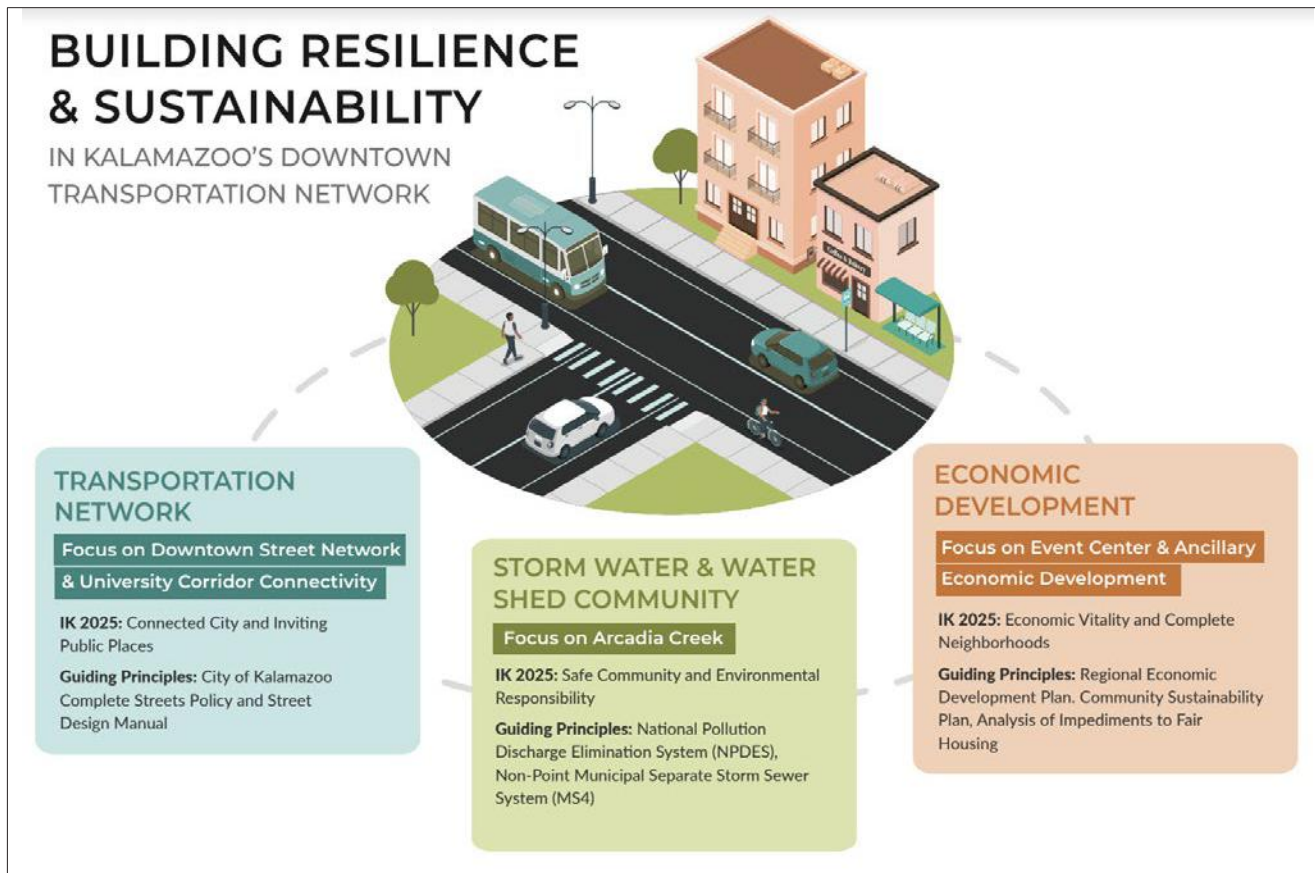 BUILDING RESILIENCE
& SUSTAINABILITY
IN KALAMAZOO'S DOWNTOWN
TRANSPORTATION NETWORK
Coffee & Bakery
TRANSPORTATION
NETWORK
Focus on Downtown Street Network
& University Corridor Connectivity
IK 2025: Connected City and Inviting
Public Places
Guiding Principles: City of Kalamazoo
Complete Streets Policy and Street
Design Manual
STORM WATER & WATER
SHED COMMUNITY
Focus on Arcadia Creek
IK 2025: Safe Community and Environmental
Responsibility
Guiding Principles: National Pollution
Discharge Elimination System (NPDES),
Non-Point Municipal Separate Storm Sewer
System (MS4)
ECONOMIC
DEVELOPMENT
Focus on Event Center & Ancillary
Economic Development
IK 2025: Economic Vitality and Complete
Neighborhoods
Guiding Principles: Regional Economic
Development Plan. Community Sustainability
Plan, Analysis of Impediments to Fair
Housing